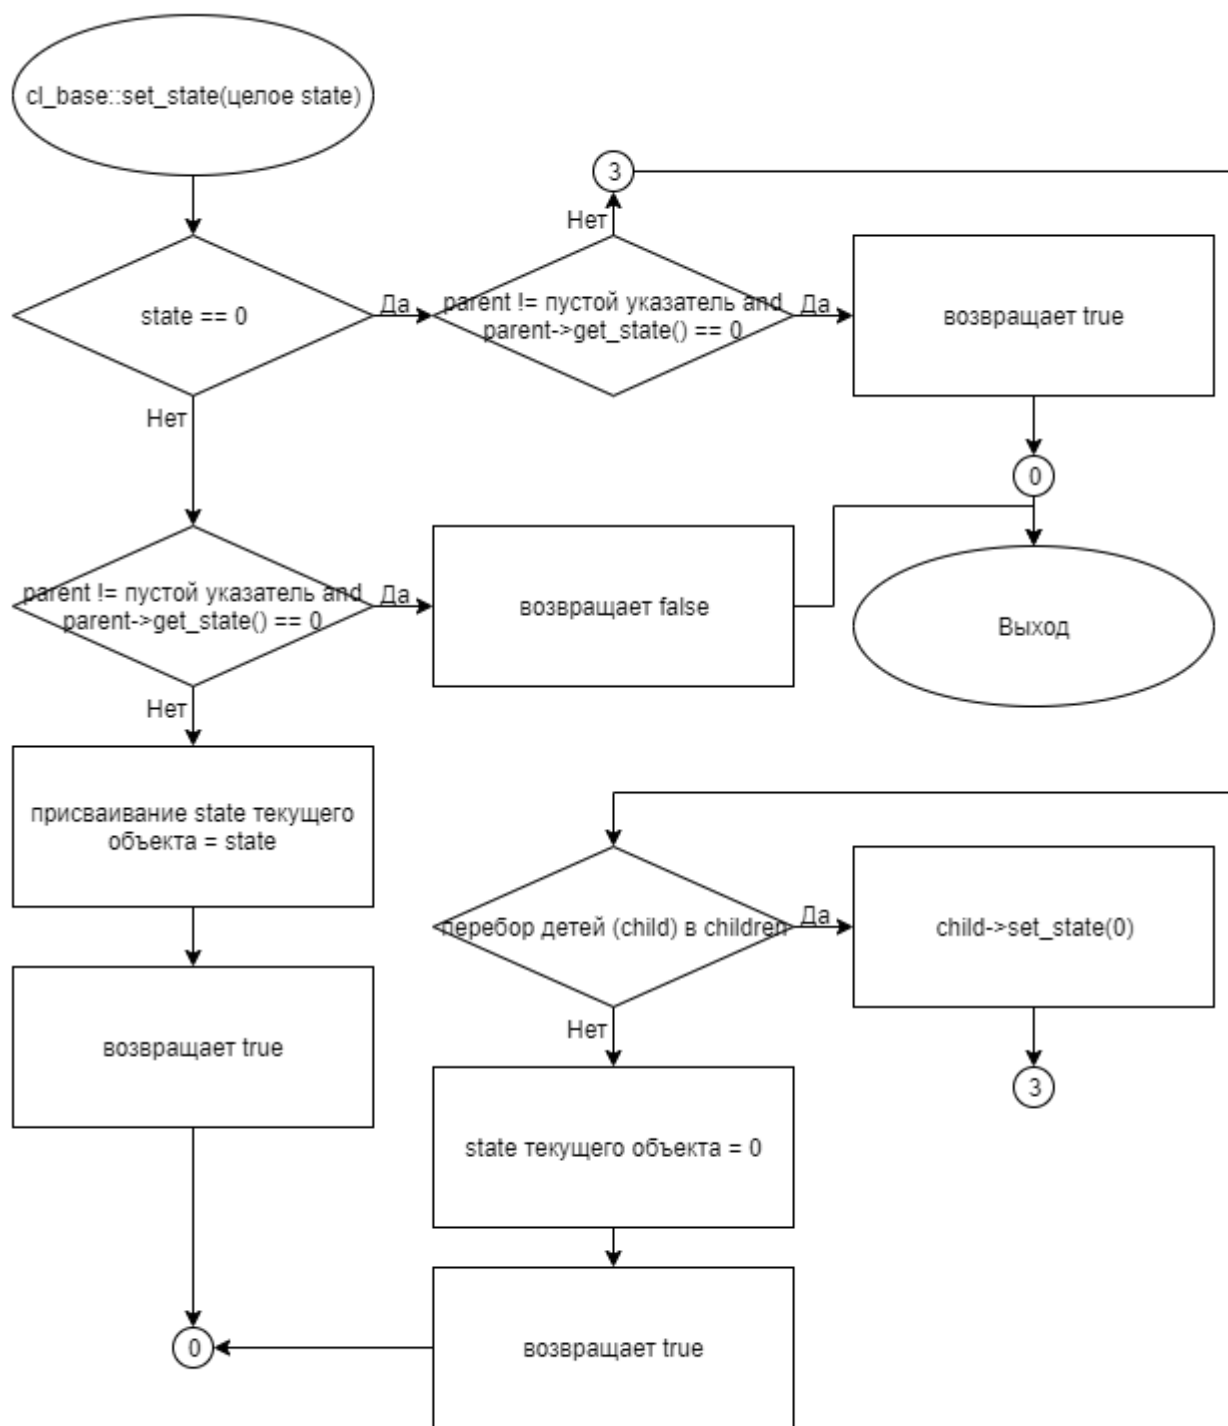 cl_base::set_state(целое state)
3
Нет
state == 0
Да
parent != пустой указатель and
parent->get_state() == 0
Да
возвращает true
Нет
0
parent != пустой указатель and
parent->get_state() == 0
Да
возвращает false
Выход
Нет
присваивание state текущего
объекта = state
перебор детей (child) в children
Да
child->set_state(0)
Нет
возвращает true
3
state текущего объекта = 0
0
возвращает true